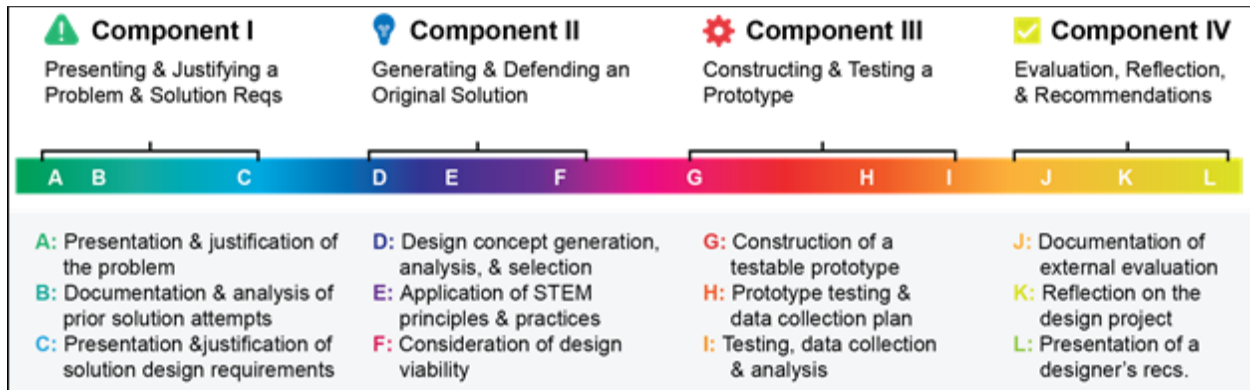 Component I
Presenting & Justifying a
Problem & Solution Reqs
Component II
Generating & Defending an
Original Solution
Component III
Constructing & Testing a
Prototype
Component IV
Evaluation, Reflection,
& Recommendations
A B C D E F G H I J K L
A: Presentation & justification of
the problem
B: Documentation & analysis of
prior solution attempts
C: Presentation &justification of
solution design requirements
D: Design concept generation,
analysis, & selection
E: Application of STEM
principles & practices
F: Consideration of design
viability
G: Construction of a
testable prototype
H: Prototype testing &
data collection plan
I: Testing, data collection
& analysis
J: Documentation of
external evaluation
K: Reflection on the
design project
L: Presentation of a
designer's recs.